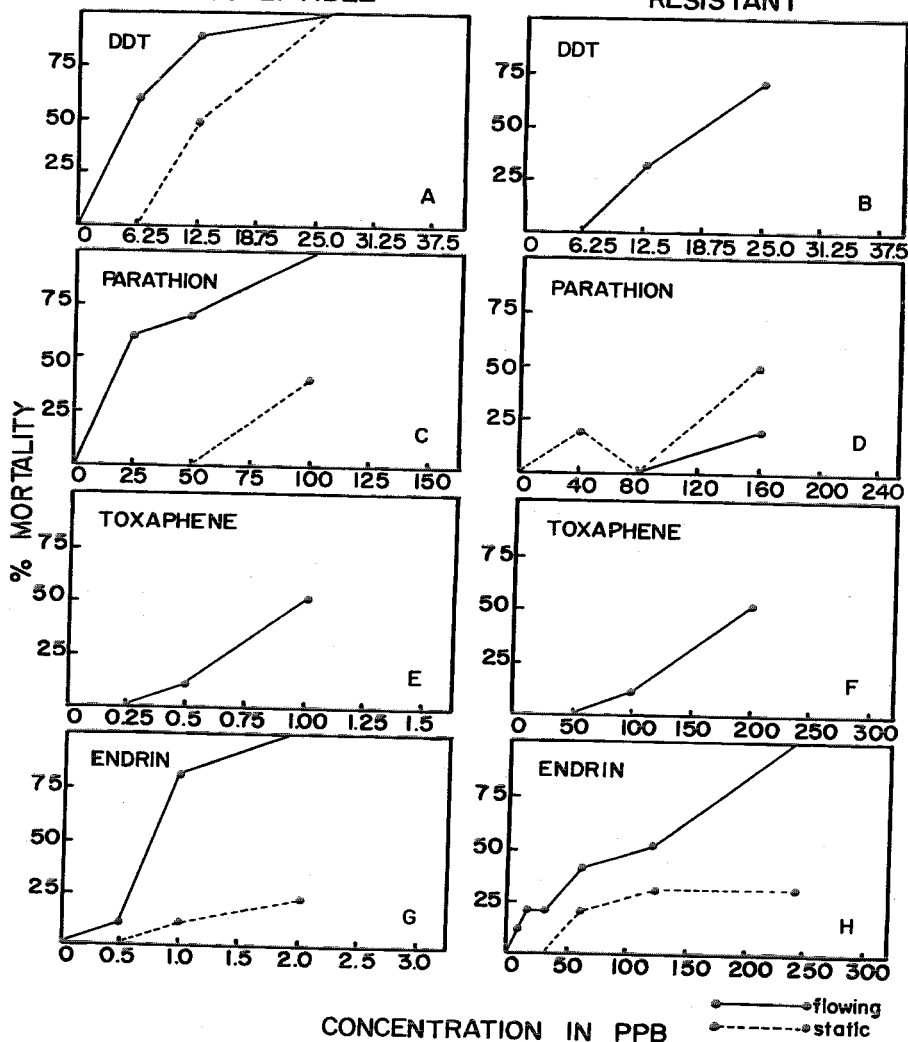 RESISTANT
DDT
75
50
25
A
0 6.25 12.5 18.75 25.0 31.25 37.5
DDT
75
50
25
B
0 6.25 12.5 18.75 25.0 31.25 37.5
PARATHION
75
50
25
C
0 25 50 75 100 125 150
PARATHION
75
50
25
D
0 40 80 120 160 200 240
% MORTALITY
TOXAPHENE
75
50
25
E
0 0.25 0.5 0.75 1.00 1.25 1.5
TOXAPHENE
75
50
25
F
0 50 100 150 200 250 300
ENDRIN
75
50
25
G
0 0.5 1.0 1.5 2.0 2.5 3.0
ENDRIN
75
50
25
H
0 50 100 150 200 250 300
flowing
static
CONCENTRATION IN PPB